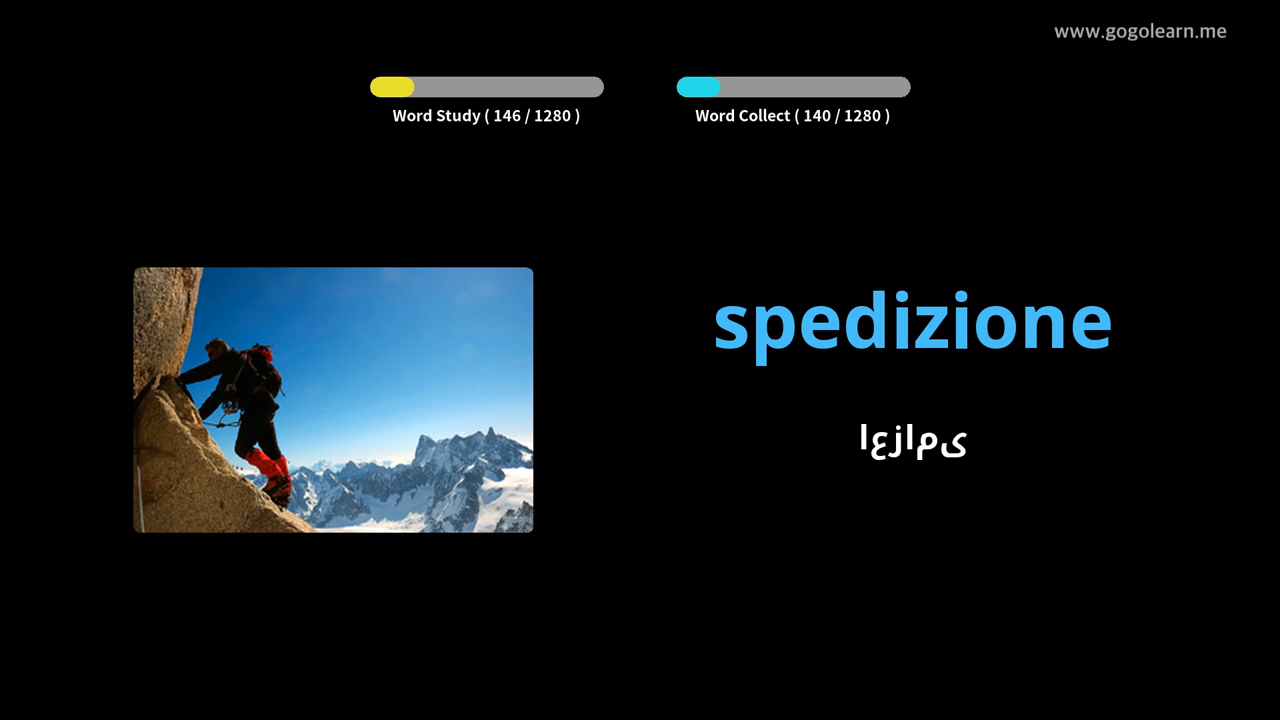 www.gogolearn.me
Word Study ( 146 / 1280 )
Word Collect ( 140 / 1280 )
spedizione
اعزامی